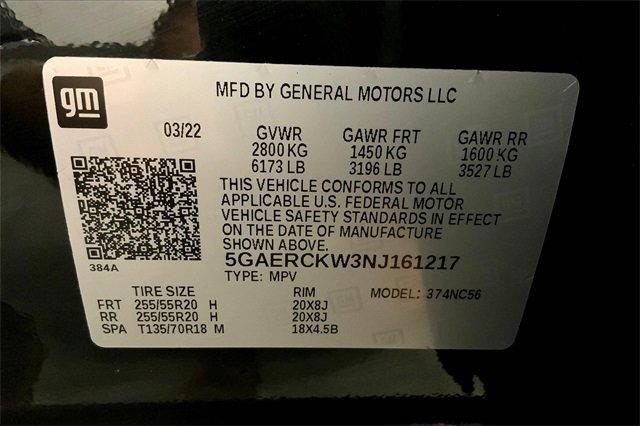 gm
MFD BY GENERAL MOTORS LLC
03/22 GVWR GAWR FRT GAWR RR
2800 KG 1450 KG 1600 KG
6173 LB 3196 LB 3527 LB
THIS VEHICLE CONFORMS TO ALL
APPLICABLE U.S. FEDERAL MOTOR
VEHICLE SAFETY STANDARDS IN EFFECT
ON THE DATE OF MANUFACTURE
SHOWN ABOVE.
384A
5GAERCKW3NJ161217
TYPE: MPV
TIRE SIZE RIM MODEL: 374NC56
FRT 255/55R20 H 20X8J
RR 255/55R20 H 20X8J
SPA T135/70R18 M 18X4.5B